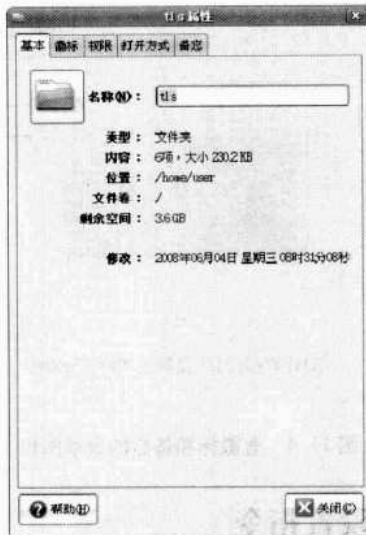 tls 属性
基本 徽标 权限 打开方式 备忘
名称(N)： tls
类型： 文件夹
内容： 6项，大小 230.2 KB
位置： /home/user
文件卷： /
剩余空间： 3.6 GB
修改： 2008年06月04日 星期三 08时31分08秒
帮助(H) 关闭(C)